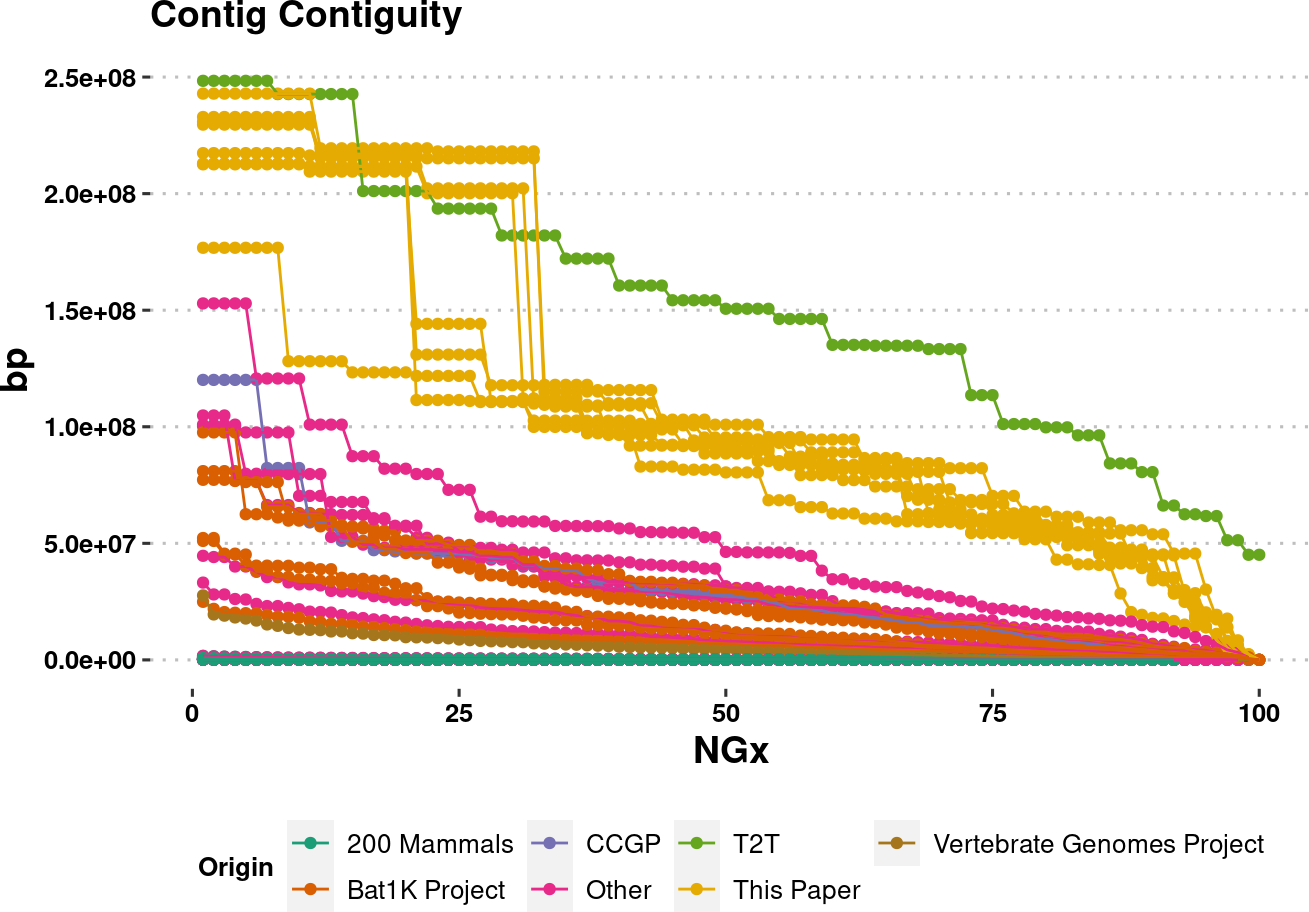 Contig Contiguity
bp
2.5e+08
2.0e+08
1.5e+08
1.0e+08
5.0e+07
0.0e+00
0 25 50 75 100
NGx
Origin
200 Mammals CCGP T2T Vertebrate Genomes Project
Bat1K Project Other This Paper